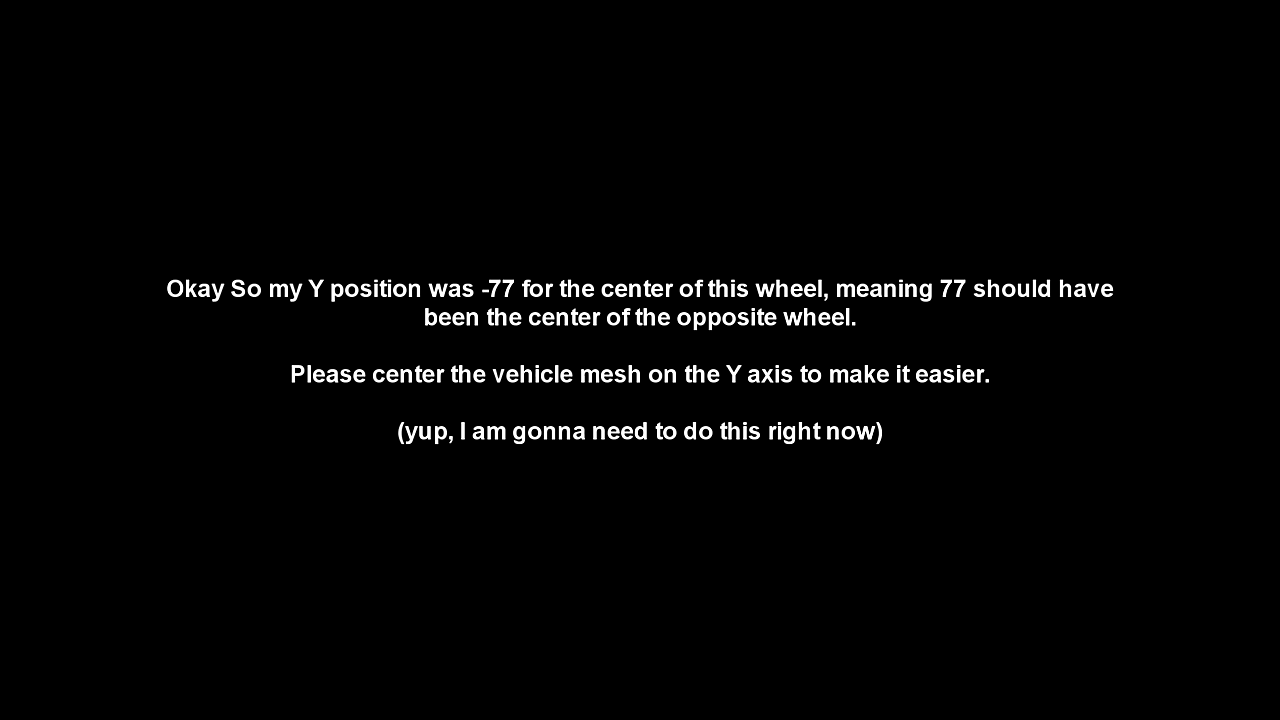 Okay So my Y position was -77 for the center of this wheel, meaning 77 should have
been the center of the opposite wheel.
Please center the vehicle mesh on the Y axis to make it easier.
(yup, I am gonna need to do this right now)